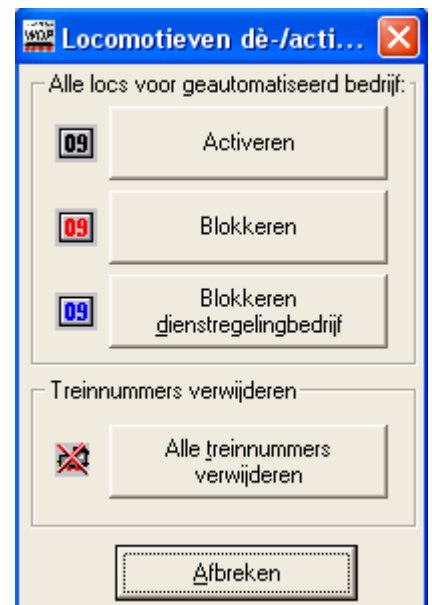 Locomotieven dè-/acti...
Alle locs voor geautomatiseerd bedrijf:
09
Activeren
09
Blokkeren
09
Blokkeren
dienstregelingbedrijf
Treinnummers verwijderen
Alle treinnummers
verwijderen
Afbreken